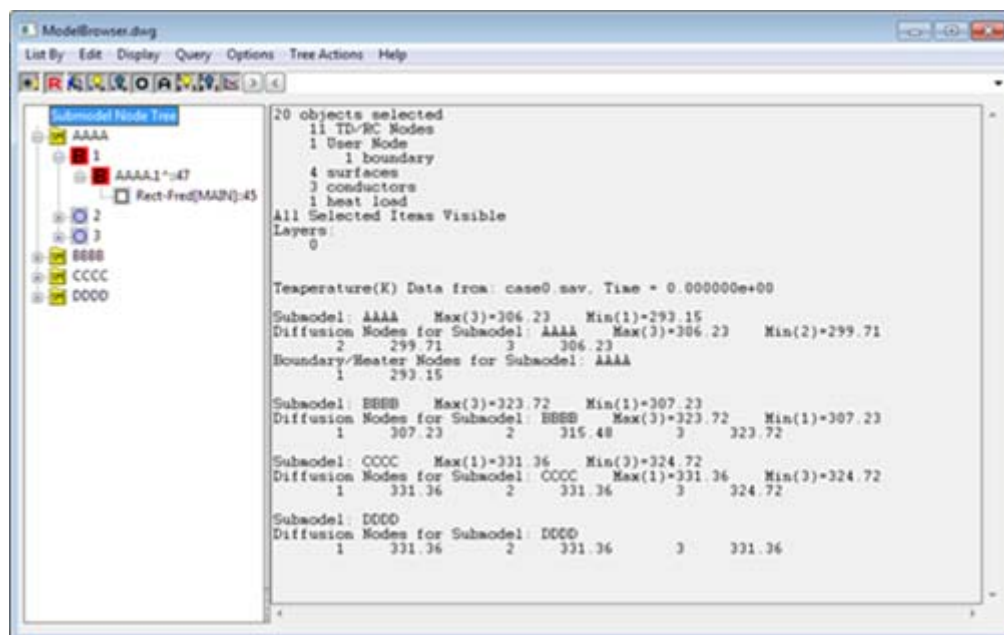 ModelBrowser.dwg
List By Edit Display Query Options Tree Actions Help
Submodel Node Tree
AAAA
1
AAAA.1^::47
Rect-Fred[MAIN]::45
2
3
BBBB
CCCC
DDDD
20 objects selected
11 TD/RC Nodes
1 User Node
1 boundary
4 surfaces
3 conductors
1 heat load
All Selected Items Visible
Layers:
0
Temperature(K) Data from: case0.sav, Time = 0.000000e+00
Submodel: AAAA Max(3)=306.23 Min(1)=293.15
Diffusion Nodes for Submodel: AAAA Max(3)=306.23 Min(2)=299.71
2 299.71 3 306.23
Boundary/Heater Nodes for Submodel: AAAA
1 293.15
Submodel: BBBB Max(3)=323.72 Min(1)=307.23
Diffusion Nodes for Submodel: BBBB Max(3)=323.72 Min(1)=307.23
1 307.23 2 315.48 3 323.72
Submodel: CCCC Max(1)=331.36 Min(3)=324.72
Diffusion Nodes for Submodel: CCCC Max(1)=331.36 Min(3)=324.72
1 331.36 2 331.36 3 324.72
Submodel: DDDD
Diffusion Nodes for Submodel: DDDD
1 331.36 2 331.36 3 331.36